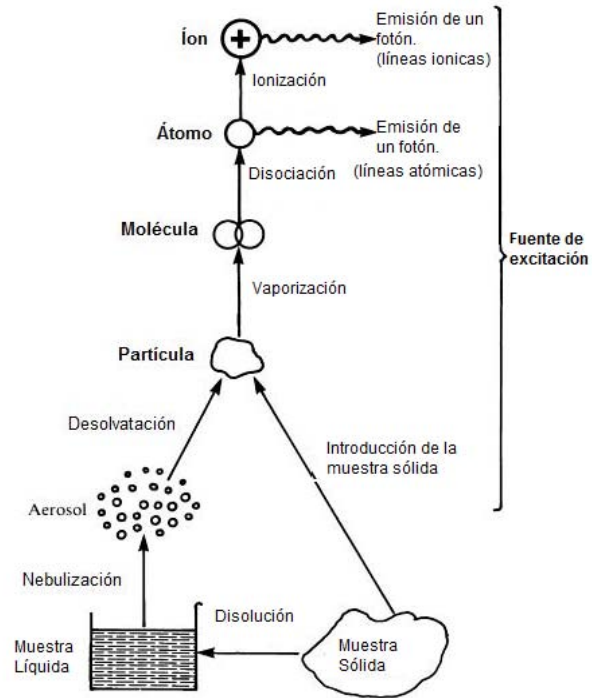 Íon
+
Emisión de un
fotón.
(líneas ionicas)
Ionización
Átomo
Emisión de
un fotón.
(líneas atómicas)
Disociación
Molécula
Fuente de
excitación
Vaporización
Partícula
Desolvatación
Introducción de la
muestra sólida
Aerosol
Nebulización
Disolución
Muestra
Líquida
Muestra
Sólida